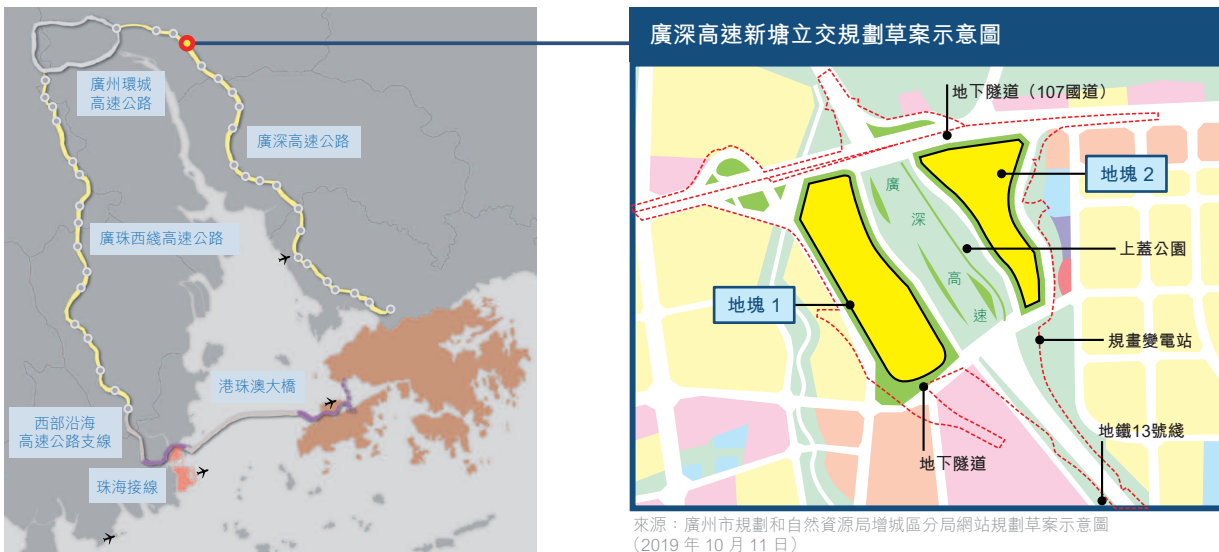 廣州環城
高速公路
廣深高速公路
廣珠西綫高速公路
港珠澳大橋
西部沿海
高速公路支線
珠海接線
廣深高速新塘立交規劃草案示意圖
地下隧道（107國道）
地塊 2
廣
深
高
速
上蓋公園
地塊 1
規畫變電站
地鐵13號綫
地下隧道
來源：廣州市規劃和自然資源局增城區分局網站規劃草案示意圖
（2019 年 10 月 11 日）